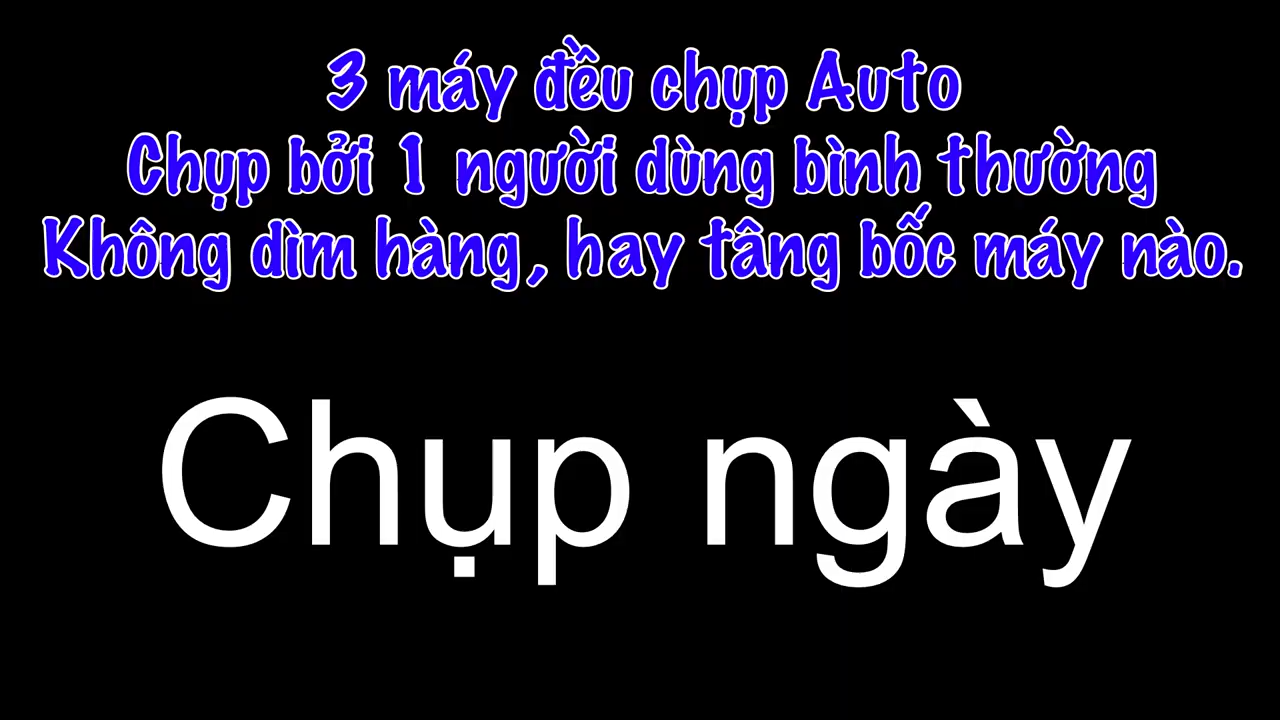 3 máy đều chụp Auto
Chụp bởi 1 người dùng bình thường
Không dìm hàng, hay tâng bốc máy nào.
Chụp ngày